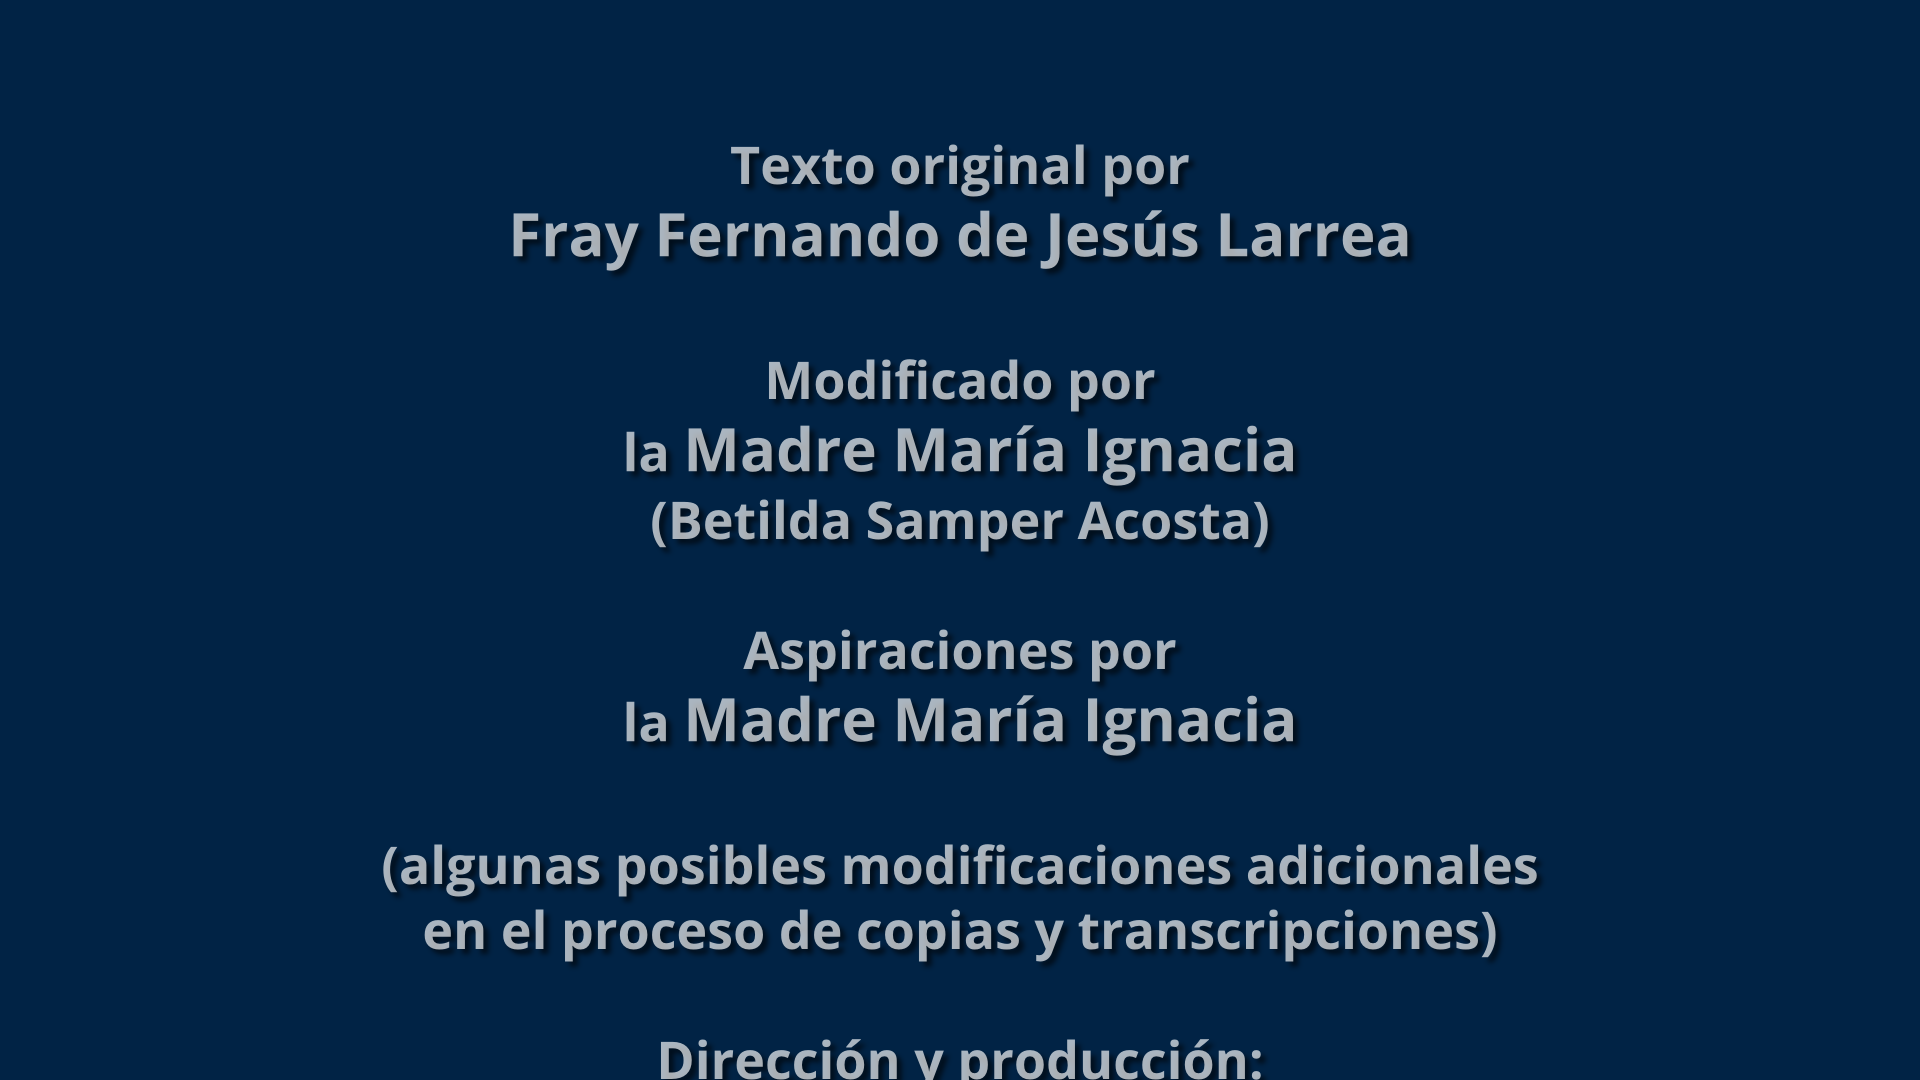 Texto original por
Fray Fernando de Jesús Larrea
Modificado por
la Madre María Ignacia
(Betilda Samper Acosta)
Aspiraciones por
la Madre María Ignacia
(algunas posibles modificaciones adicionales
en el proceso de copias y transcripciones)
Dirección y producción: